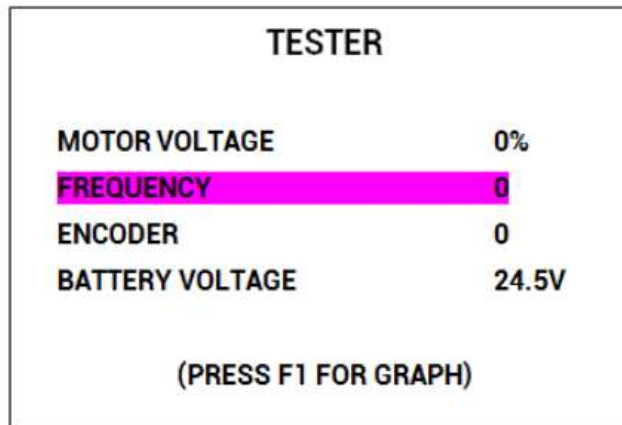 TESTER
MOTOR VOLTAGE 0%
FREQUENCY 0
ENCODER 0
BATTERY VOLTAGE 24.5V
(PRESS F1 FOR GRAPH)